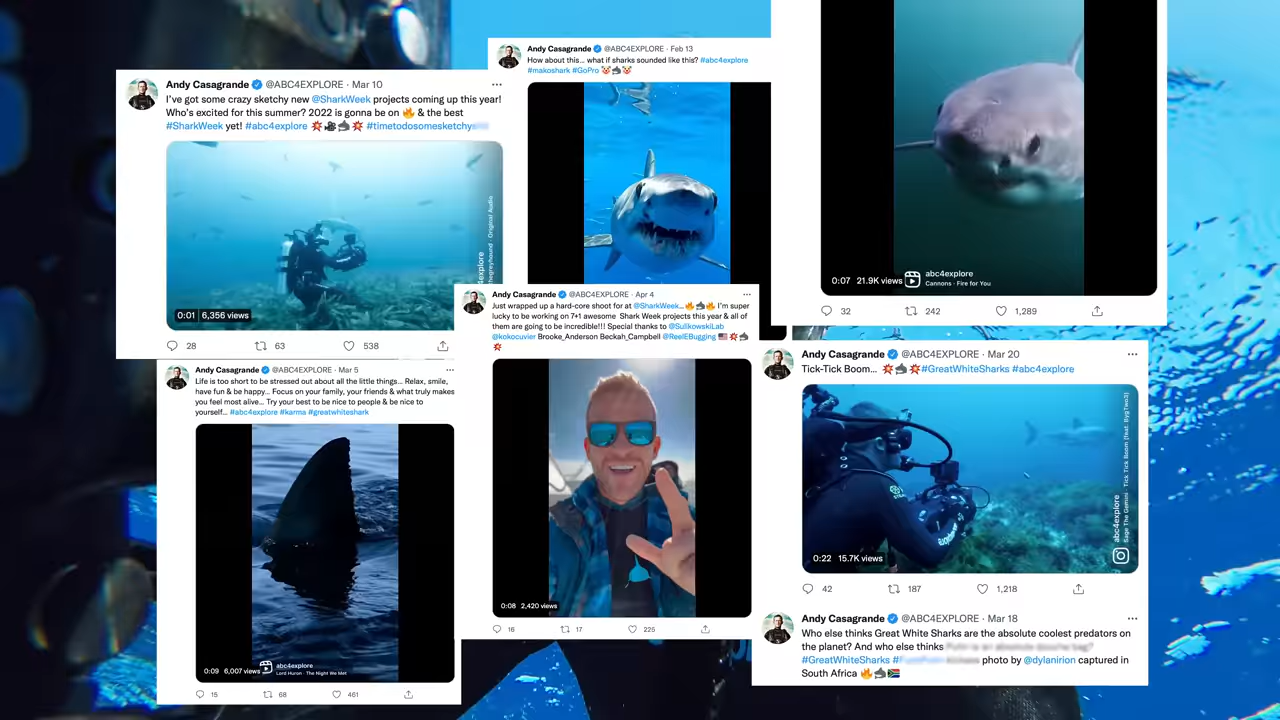 Andy Casagrande @ABC4EXPLORE · Mar 10
I've got some crazy sketchy new @SharkWeek projects coming up this year!
Who's excited for this summer? 2022 is gonna be on 🔥 & the best
#SharkWeek yet! #abc4explore 💥🎥🦈💥 #timetodosomesketchy
abc4explore
Original Audio
0:01 6,356 views
28 63 538
Andy Casagrande @ABC4EXPLORE · Feb 13
How about this... what if sharks sounded like this? #abc4explore
#makoshark #GoPro 🤡🦈🤡
0:07 21.9K views
abc4explore
Cannons · Fire for You
32 242 1,289
Andy Casagrande @ABC4EXPLORE · Mar 5
Life is too short to be stressed out about all the little things... Relax, smile,
have fun & be happy... Focus on your family, your friends & what truly makes
you feel most alive... Try your best to be nice to people & be nice to
yourself... #abc4explore #karma #greatwhiteshark
0:09 6,007 views
abc4explore
Lord Huron · The Night We Met
15 68 461
Andy Casagrande @ABC4EXPLORE · Apr 4
Just wrapped up a hard-core shoot for at @SharkWeek... 🔥🦈🔥 I'm super
lucky to be working on 7+1 awesome Shark Week projects this year & all of
them are going to be incredible!!! Special thanks to @SulikowskiLab
@kokocuvier Brooke_Anderson Beckah_Campbell @ReelEBugging 🇺🇸💥🦈
💥
0:08 2,420 views
16 17 225
Andy Casagrande @ABC4EXPLORE · Mar 20
Tick-Tick Boom... 💥🦈💥#GreatWhiteSharks #abc4explore
abc4explore
Sage The Gemini · Tick Tick Boom (feat. BygTwo3)
0:22 15.7K views
42 187 1,218
Andy Casagrande @ABC4EXPLORE · Mar 18
Who else thinks Great White Sharks are the absolute coolest predators on
the planet? And who else thinks
#GreatWhiteSharks # photo by @dylanirion captured in
South Africa 🔥🦈🇿🇦